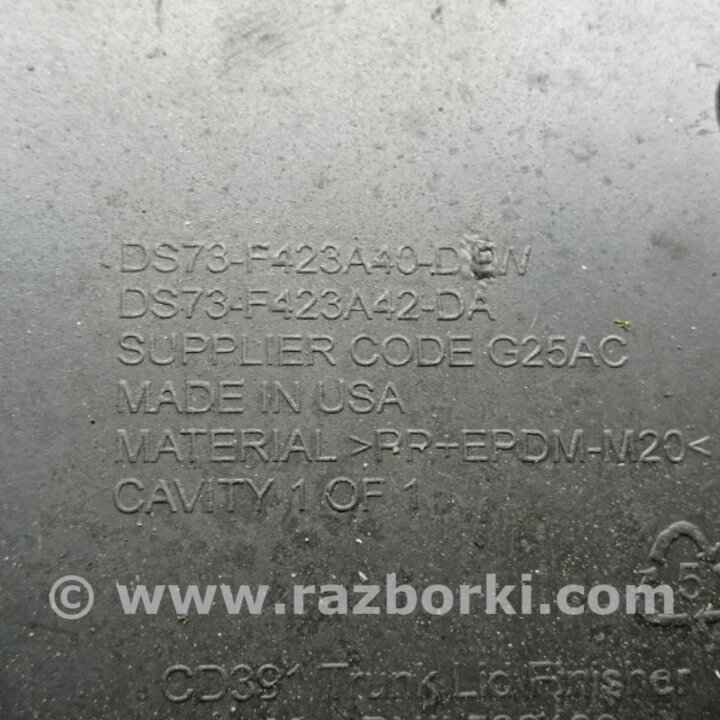 DS73-F423A40-D
DS73-F423A42-DA
SUPPLIER CODE G25AC
MADE IN USA
MATERIAL >PP+EPDM-M20<
CAVITY 1 OF 1
5
© www.razborki.com
CD391 Trunk Lid Finisher